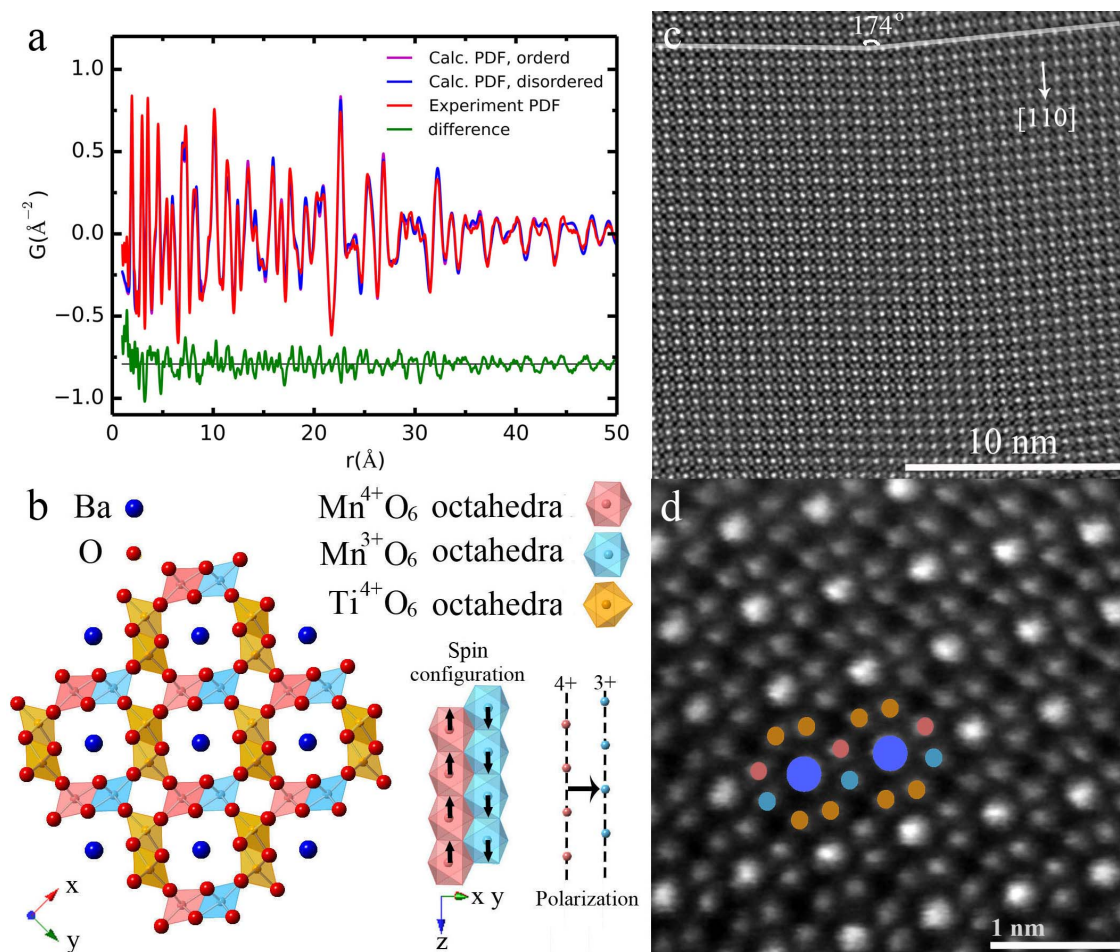 a
Calc. PDF, orderd
Calc. PDF, disordered
Experiment PDF
difference
1.0
0.5
0.0
−0.5
−1.0
G(Å⁻²)
0 10 20 30 40 50
r(Å)
b
Ba
O
Mn⁴⁺O₆ octahedra
Mn³⁺O₆ octahedra
Ti⁴⁺O₆ octahedra
Spin
configuration
4+ 3+
x
y
x y
z
Polarization
c
174°
[110]
10 nm
d
1 nm